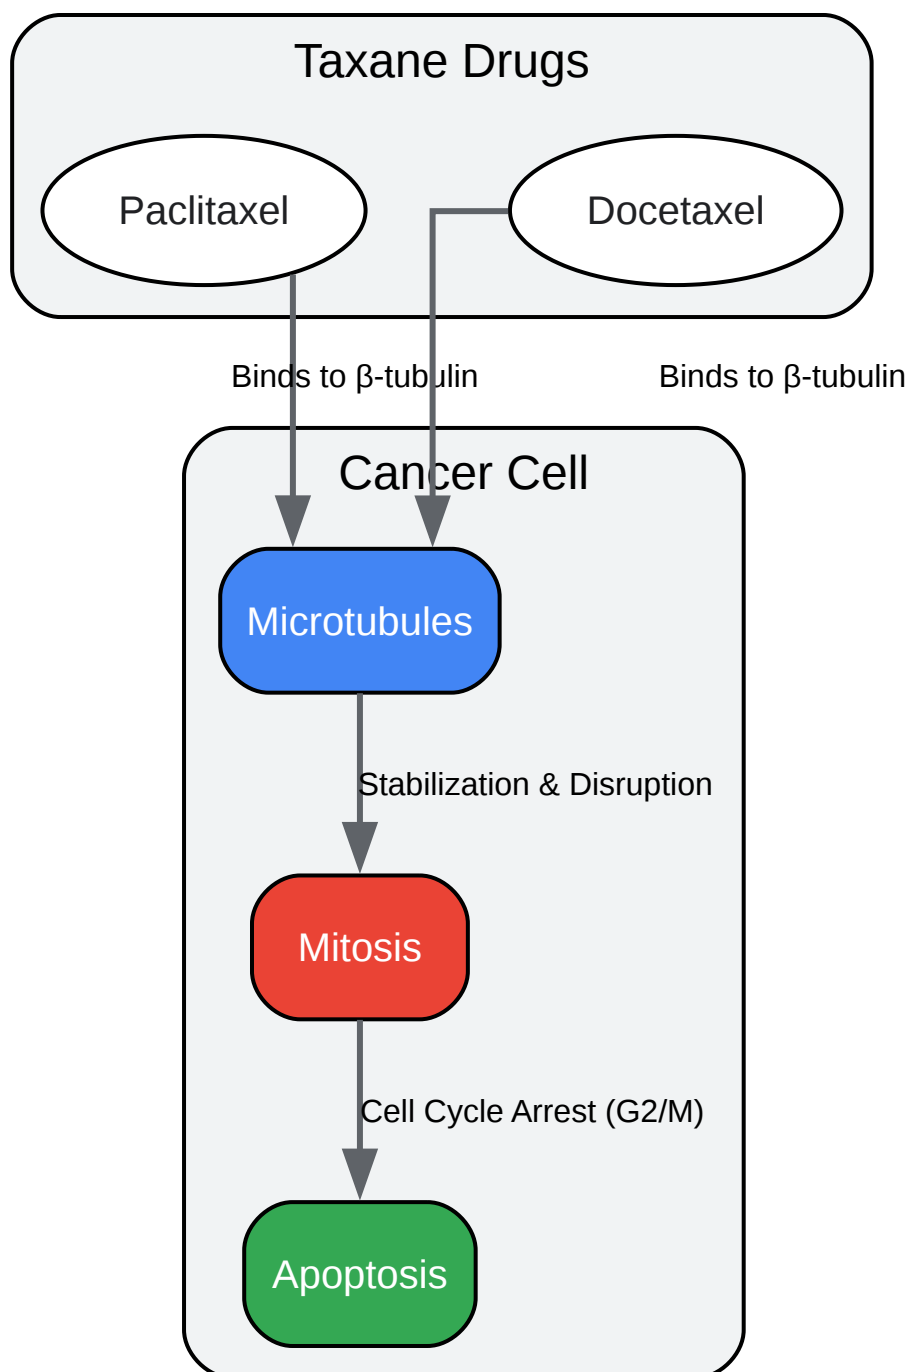 Taxane Drugs
Paclitaxel
Docetaxel
Binds to β-tubulin
Binds to β-tubulin
Cancer Cell
Microtubules
Stabilization & Disruption
Mitosis
Cell Cycle Arrest (G2/M)
Apoptosis